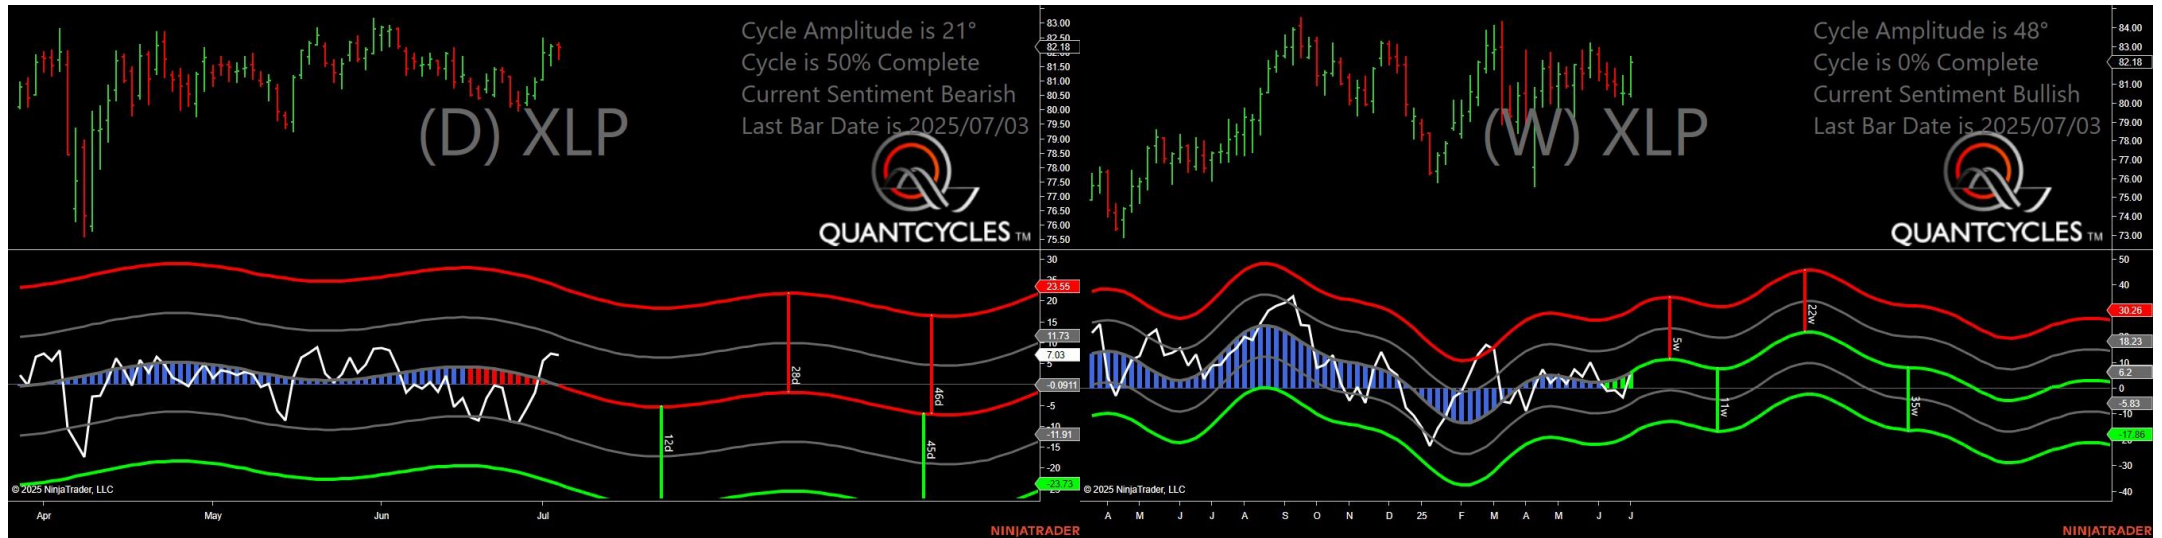 Cycle Amplitude is 21°
Cycle is 50% Complete
Current Sentiment Bearish
Last Bar Date is 2025/07/03
(D) XLP
QUANTCYCLES TM
83.00
82.50
82.18
81.50
81.00
80.50
80.00
79.50
79.00
78.50
78.00
77.50
77.00
76.50
76.00
75.50
30
23.55
20
15
11.73
7.03
5
-0.0911
-5
-11.91
-15
-20
-23.73
28d
46d
12d
45d
© 2025 NinjaTrader, LLC
Apr
May
Jun
Jul
NINJATRADER
Cycle Amplitude is 48°
Cycle is 0% Complete
Current Sentiment Bullish
Last Bar Date is 2025/07/03
(W) XLP
QUANTCYCLES TM
84.00
83.00
82.18
81.00
80.00
79.00
78.00
77.00
76.00
75.00
74.00
73.00
50
40
30.26
18.23
10
6.2
0
-5.83
-10
-17.86
-30
-40
5w
22w
11w
35w
© 2025 NinjaTrader, LLC
A M J J A S O N D 25 F M A M J J
NINJATRADER